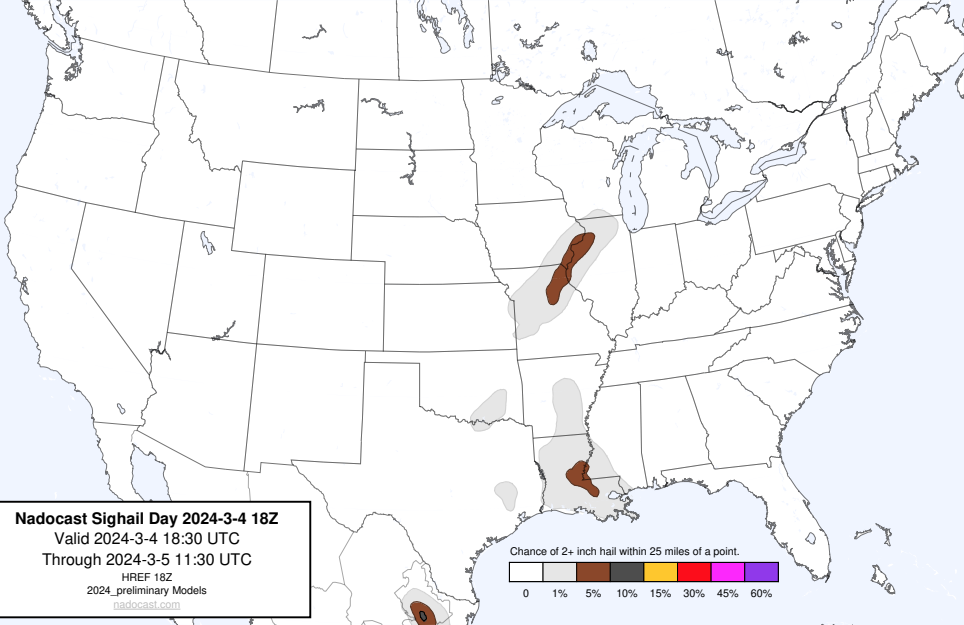 Nadocast Sighail Day 2024-3-4 18Z
Valid 2024-3-4 18:30 UTC
Through 2024-3-5 11:30 UTC
HREF 18Z
2024_preliminary Models
nadocast.com
Chance of 2+ inch hail within 25 miles of a point.
0 1% 5% 10% 15% 30% 45% 60%